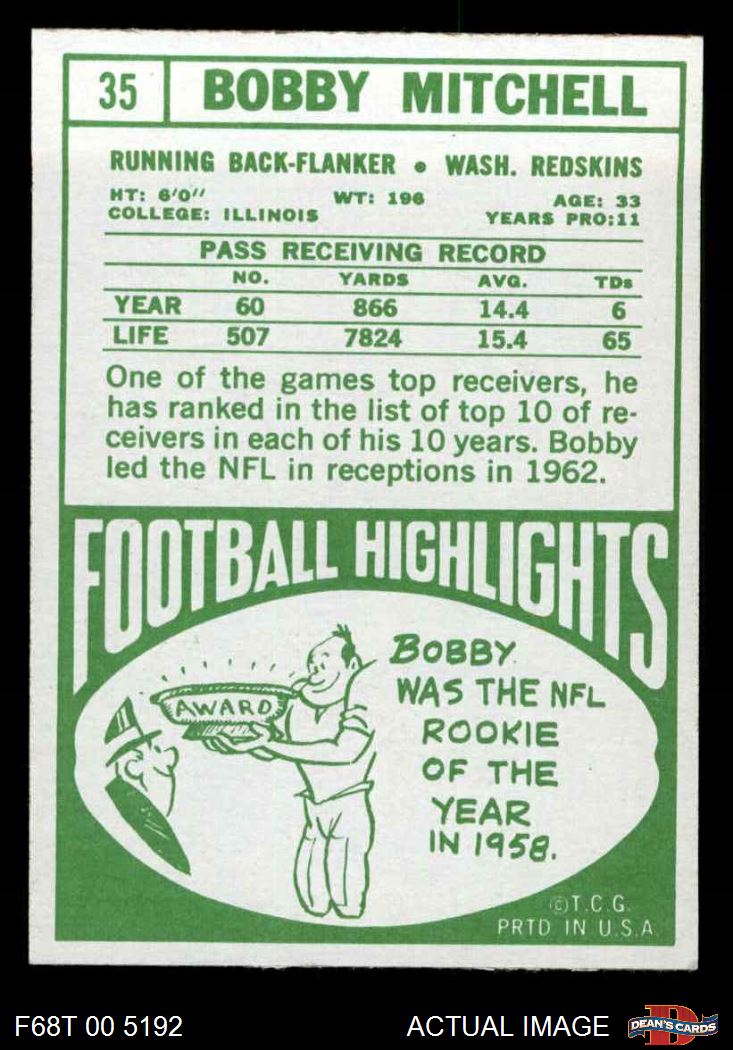 35 BOBBY MITCHELL
RUNNING BACK-FLANKER • WASH. REDSKINS
HT: 6'0" WT: 196 AGE: 33
COLLEGE: ILLINOIS YEARS PRO:11
PASS RECEIVING RECORD
NO. YARDS AVG. TDs
YEAR 60 866 14.4 6
LIFE 507 7824 15.4 65
One of the games top receivers, he
has ranked in the list of top 10 of re-
ceivers in each of his 10 years. Bobby
led the NFL in receptions in 1962.
FOOTBALL HIGHLIGHTS
AWARD
BOBBY
WAS THE NFL
ROOKIE
OF THE
YEAR
IN 1958.
©T.C.G.
PRTD IN U.S.A
F68T 00 5192 ACTUAL IMAGE D DEAN'S CARDS